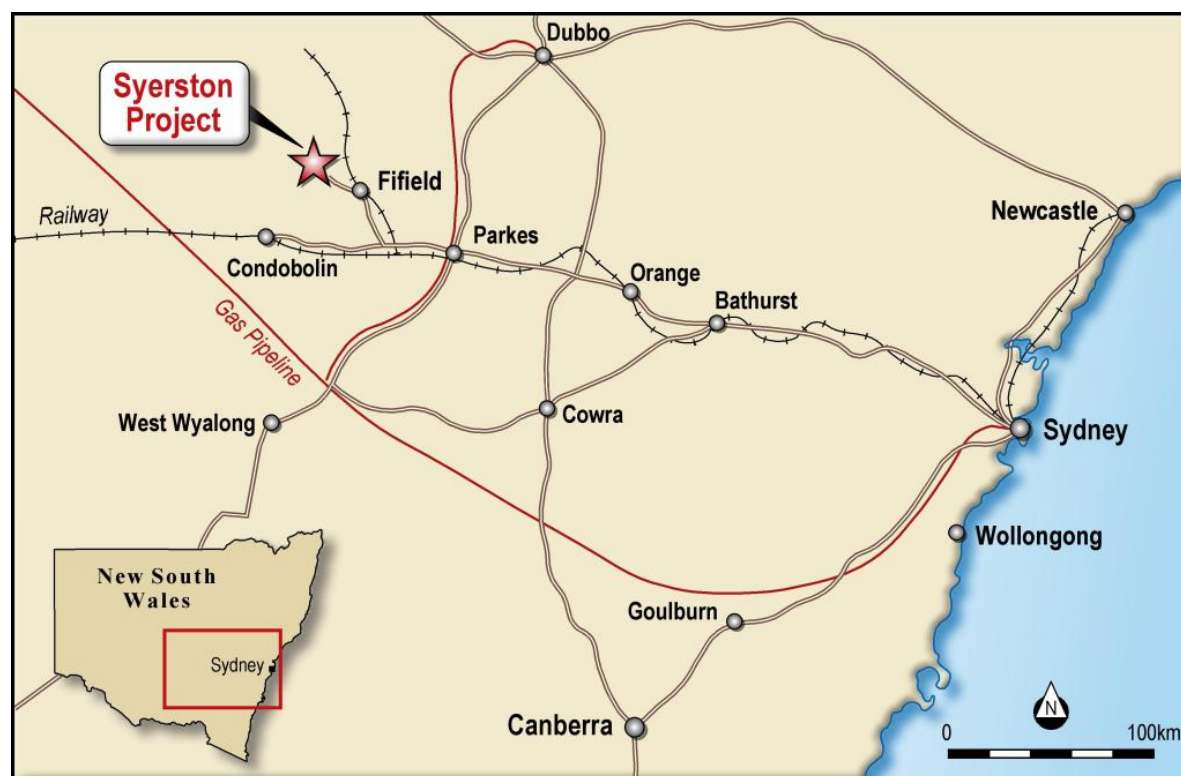 Dubbo
Syerston
Project
Fifield
Newcastle
Railway
Parkes
Condobolin
Orange
Bathurst
Gas Pipeline
West Wyalong
Cowra
Sydney
Wollongong
New South
Wales
Goulburn
Sydney
Canberra
N
0 100km